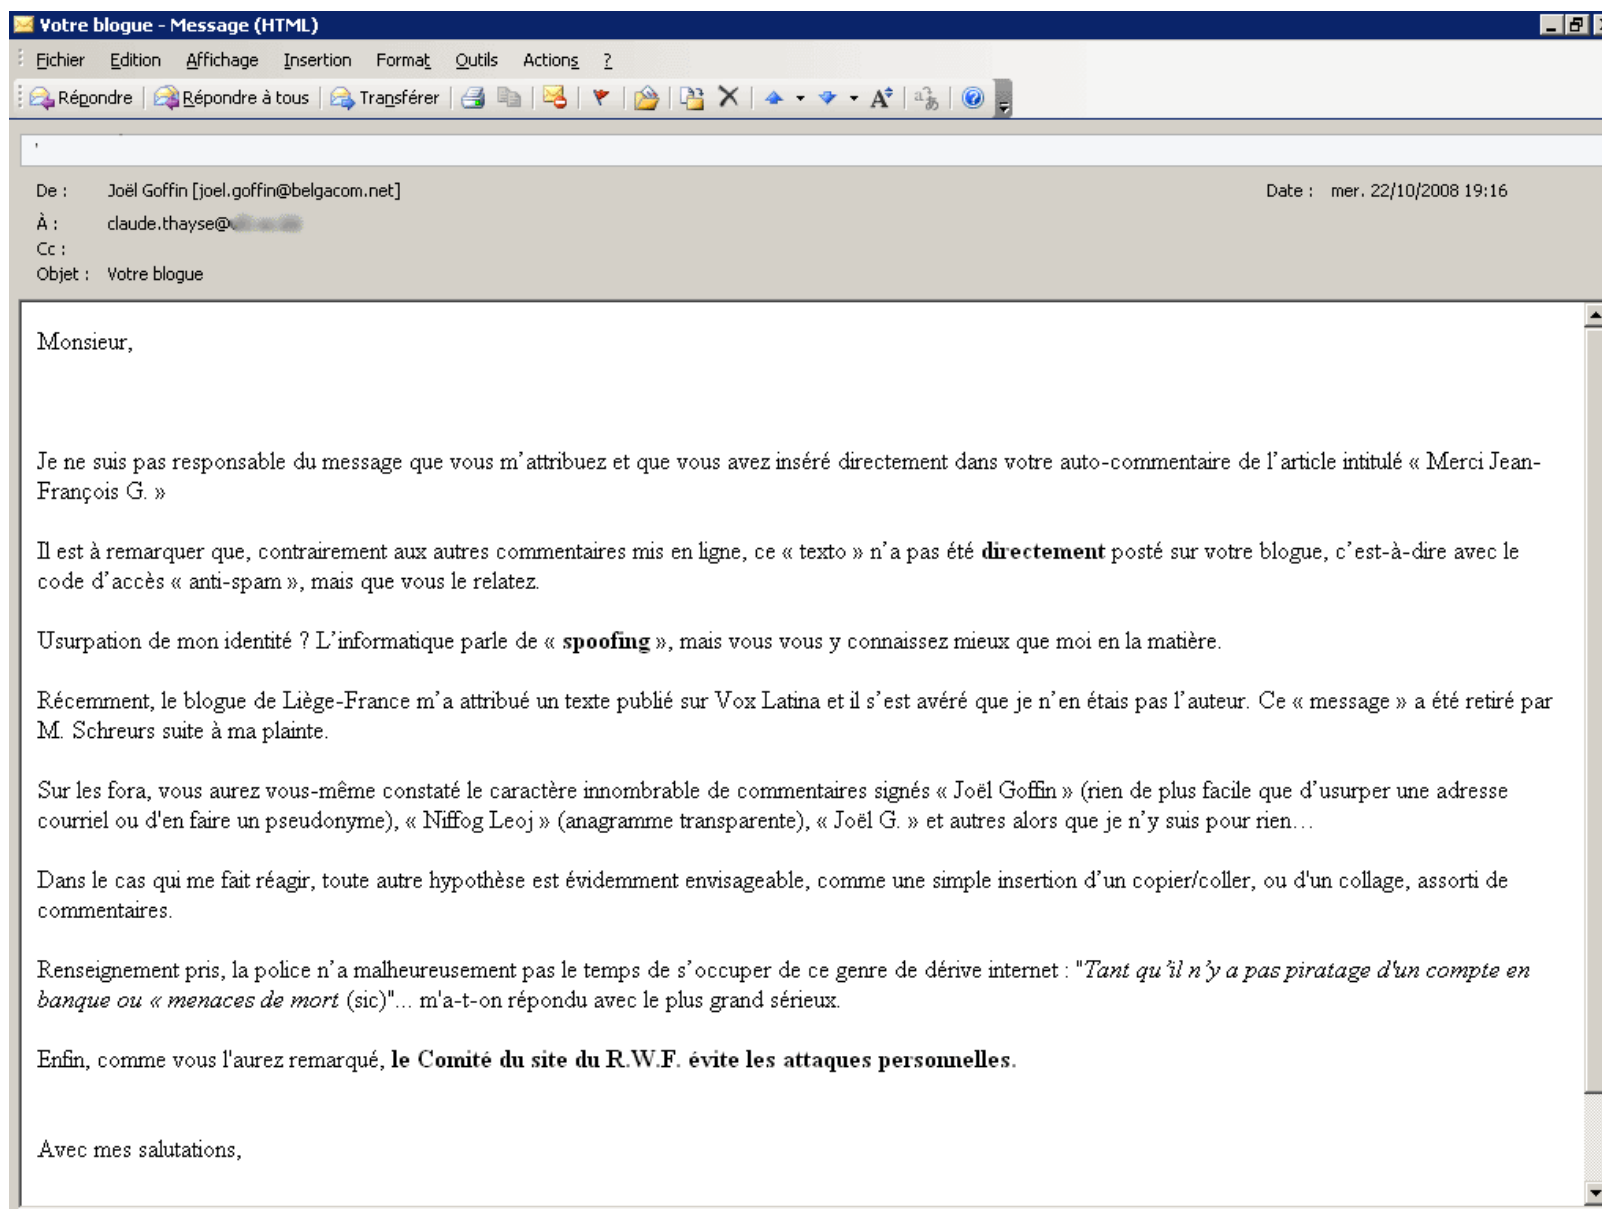 Votre blogue - Message (HTML)
Fichier Edition Affichage Insertion Format Outils Actions ?
Répondre Répondre à tous Transférer
De : Joël Goffin [joel.goffin@belgacom.net] Date : mer. 22/10/2008 19:16
À : claude.thayse@
Cc :
Objet : Votre blogue
Monsieur,
Je ne suis pas responsable du message que vous m’attribuez et que vous avez inséré directement dans votre auto-commentaire de l’article intitulé « Merci Jean-
François G. »
Il est à remarquer que, contrairement aux autres commentaires mis en ligne, ce « texto » n’a pas été directement posté sur votre blogue, c’est-à-dire avec le
code d’accès « anti-spam », mais que vous le relatez.
Usurpation de mon identité ? L’informatique parle de « spoofing », mais vous vous y connaissez mieux que moi en la matière.
Récemment, le blogue de Liège-France m’a attribué un texte publié sur Vox Latina et il s’est avéré que je n’en étais pas l’auteur. Ce « message » a été retiré par
M. Schreurs suite à ma plainte.
Sur les fora, vous aurez vous-même constaté le caractère innombrable de commentaires signés « Joël Goffin » (rien de plus facile que d’usurper une adresse
courriel ou d'en faire un pseudonyme), « Niffog Leoj » (anagramme transparente), « Joël G. » et autres alors que je n’y suis pour rien…
Dans le cas qui me fait réagir, toute autre hypothèse est évidemment envisageable, comme une simple insertion d’un copier/coller, ou d'un collage, assorti de
commentaires.
Renseignement pris, la police n’a malheureusement pas le temps de s’occuper de ce genre de dérive internet : "Tant qu’il n’y a pas piratage d'un compte en
banque ou « menaces de mort (sic)"... m'a-t-on répondu avec le plus grand sérieux.
Enfin, comme vous l'aurez remarqué, le Comité du site du R.W.F. évite les attaques personnelles.
Avec mes salutations,